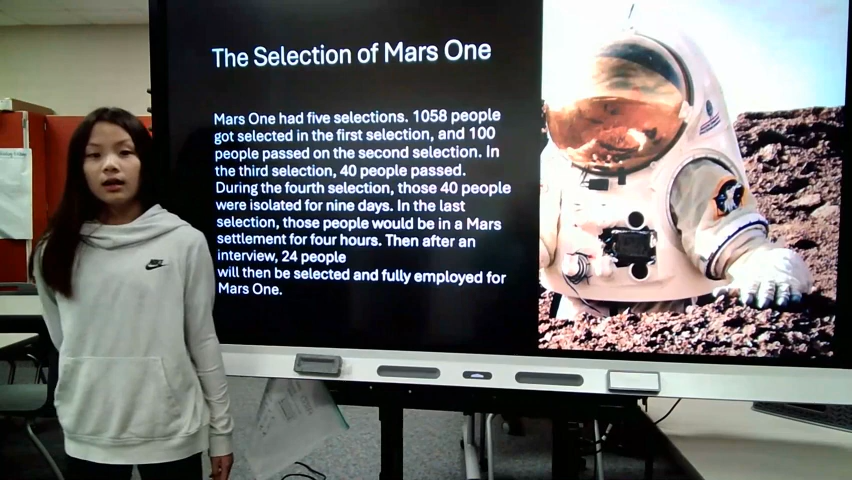 The Selection of Mars One
Mars One had five selections. 1058 people
got selected in the first selection, and 100
people passed on the second selection. In
the third selection, 40 people passed.
During the fourth selection, those 40 people
were isolated for nine days. In the last
selection, those people would be in a Mars
settlement for four hours. Then after an
interview, 24 people
will then be selected and fully employed for
Mars One.